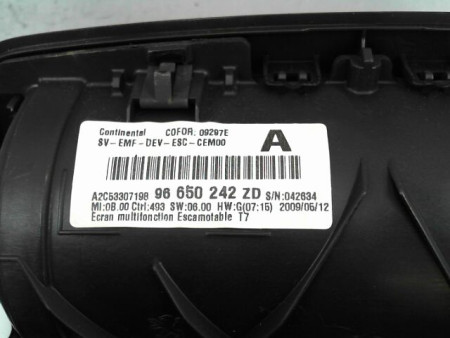 Continental COFOR. 09297E
A
SV-EMF-DEV-ESC-CEM00
A2C53307198 96 650 242 ZD S/N:042634
MI:08.00 Ctrl:493 SW:06.00 HW:G(07:15) 2009/05/12
Ecran multifonction Escamotable T7